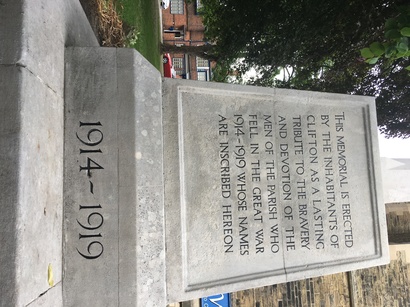 THIS MEMORIAL IS ERECTED
BY THE INHABITANTS OF
CLIFTON AS A LASTING
TRIBUTE TO THE BRAVERY
AND DEVOTION OF THE
MEN OF THE PARISH WHO
FELL IN THE GREAT WAR
1914-1919 WHOSE NAMES
ARE INSCRIBED HEREON
1914~1919